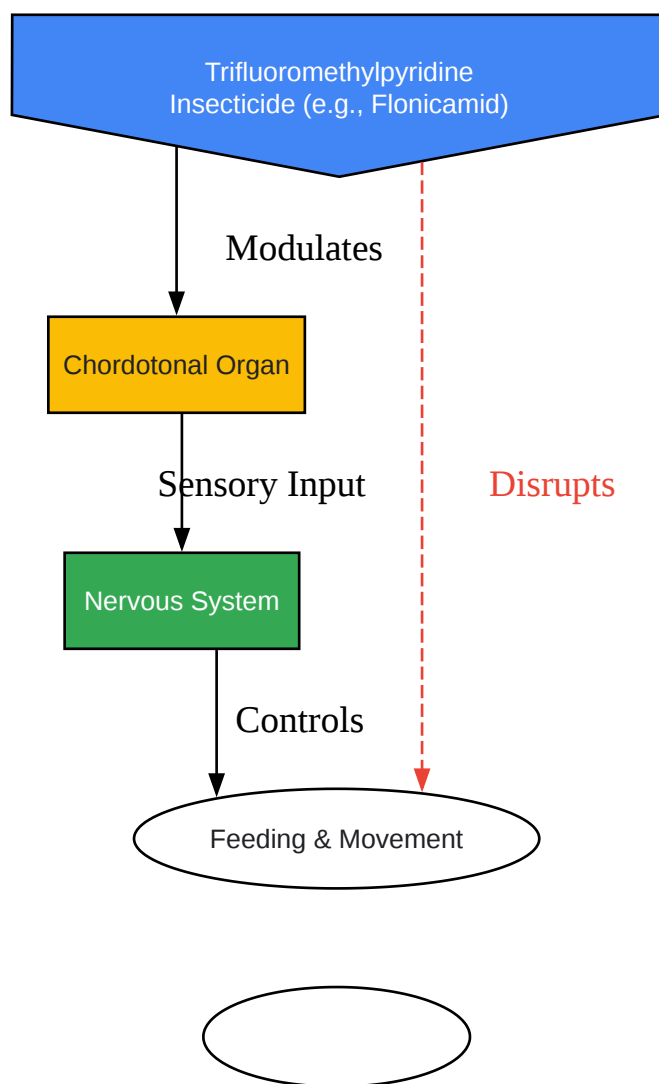 Trifluoromethylpyridine
Insecticide (e.g., Flonicamid)
Modulates
Chordotonal Organ
Sensory Input
Disrupts
Nervous System
Controls
Feeding & Movement